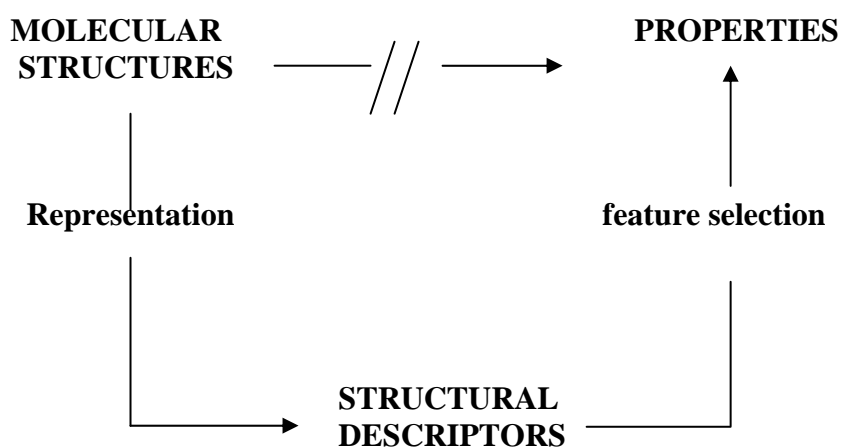 MOLECULAR
STRUCTURES
PROPERTIES
Representation
feature selection
STRUCTURAL
DESCRIPTORS